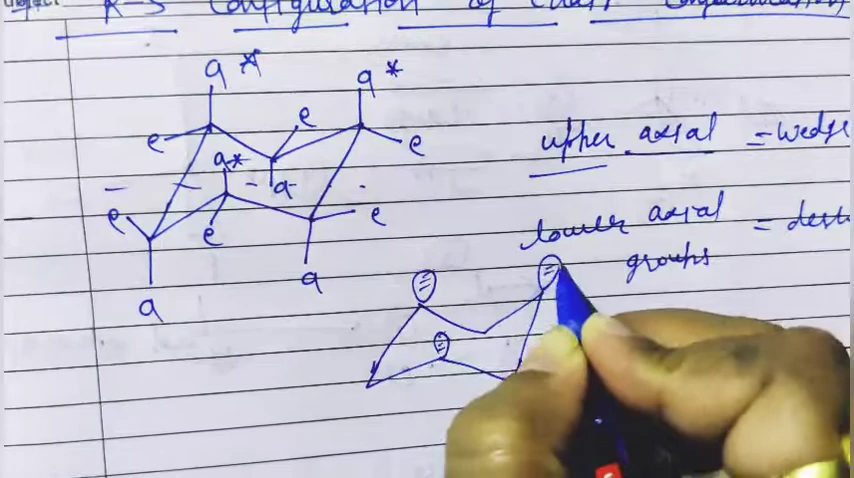 R-S Configuration of Chair Conformation
a* a*
e e e
a* a
e e e
a a
upper axial = wedge
lower axial = dash
groups